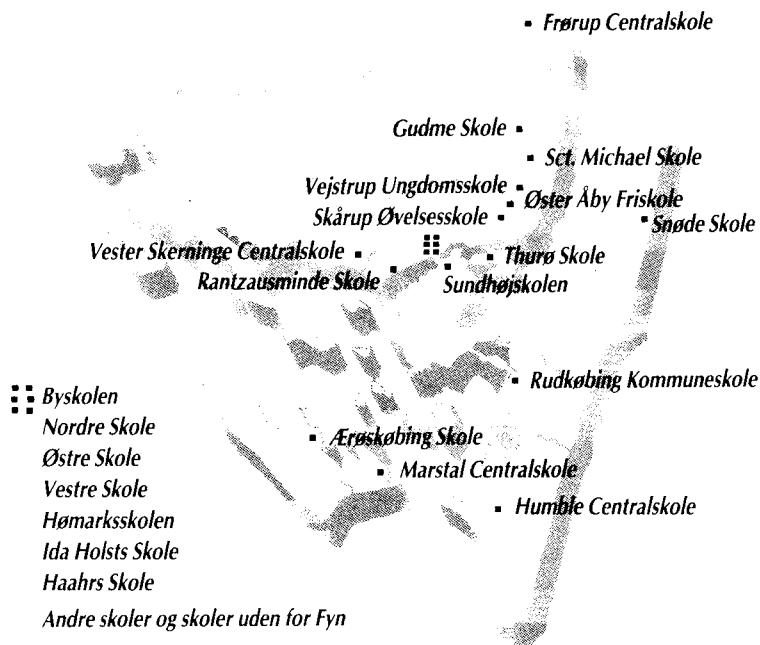 Frørup Centralskole
Gudme Skole
Sct. Michael Skole
Vejstrup Ungdomsskole
Øster Åby Friskole
Skårup Øvelsesskole
Snøde Skole
Vester Skerninge Centralskole
Thurø Skole
Rantzausminde Skole
Sundhøjskolen
Rudkøbing Kommuneskole
Byskolen
Nordre Skole
Ærøskøbing Skole
Østre Skole
Marstal Centralskole
Vestre Skole
Humble Centralskole
Hømarksskolen
Ida Holsts Skole
Haahrs Skole
Andre skoler og skoler uden for Fyn